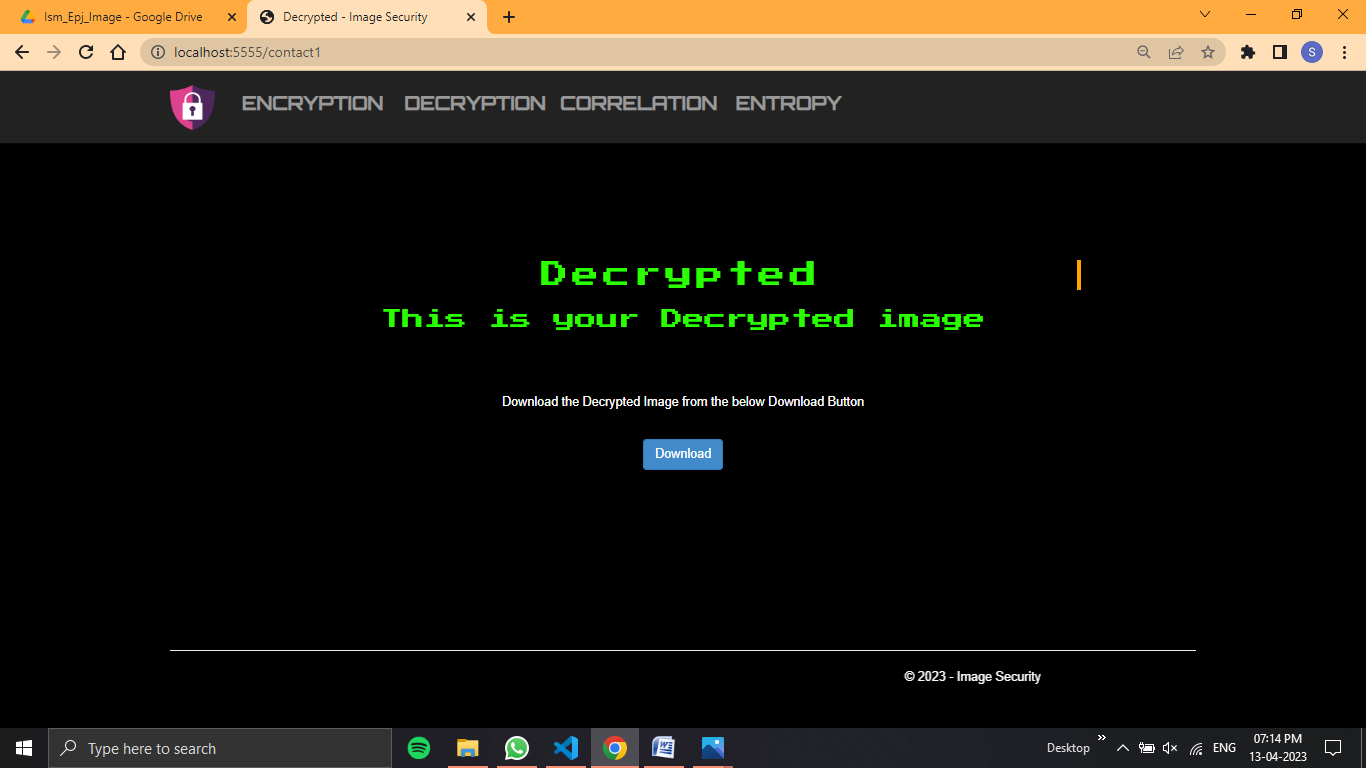 Ism_Epj_Image - Google Drive
Decrypted - Image Security
localhost:5555/contact1
S
ENCRYPTION DECRYPTION CORRELATION ENTROPY
Decrypted
This is your Decrypted image
Download the Decrypted Image from the below Download Button
Download
© 2023 - Image Security
Type here to search
Desktop
ENG
07:14 PM
13-04-2023